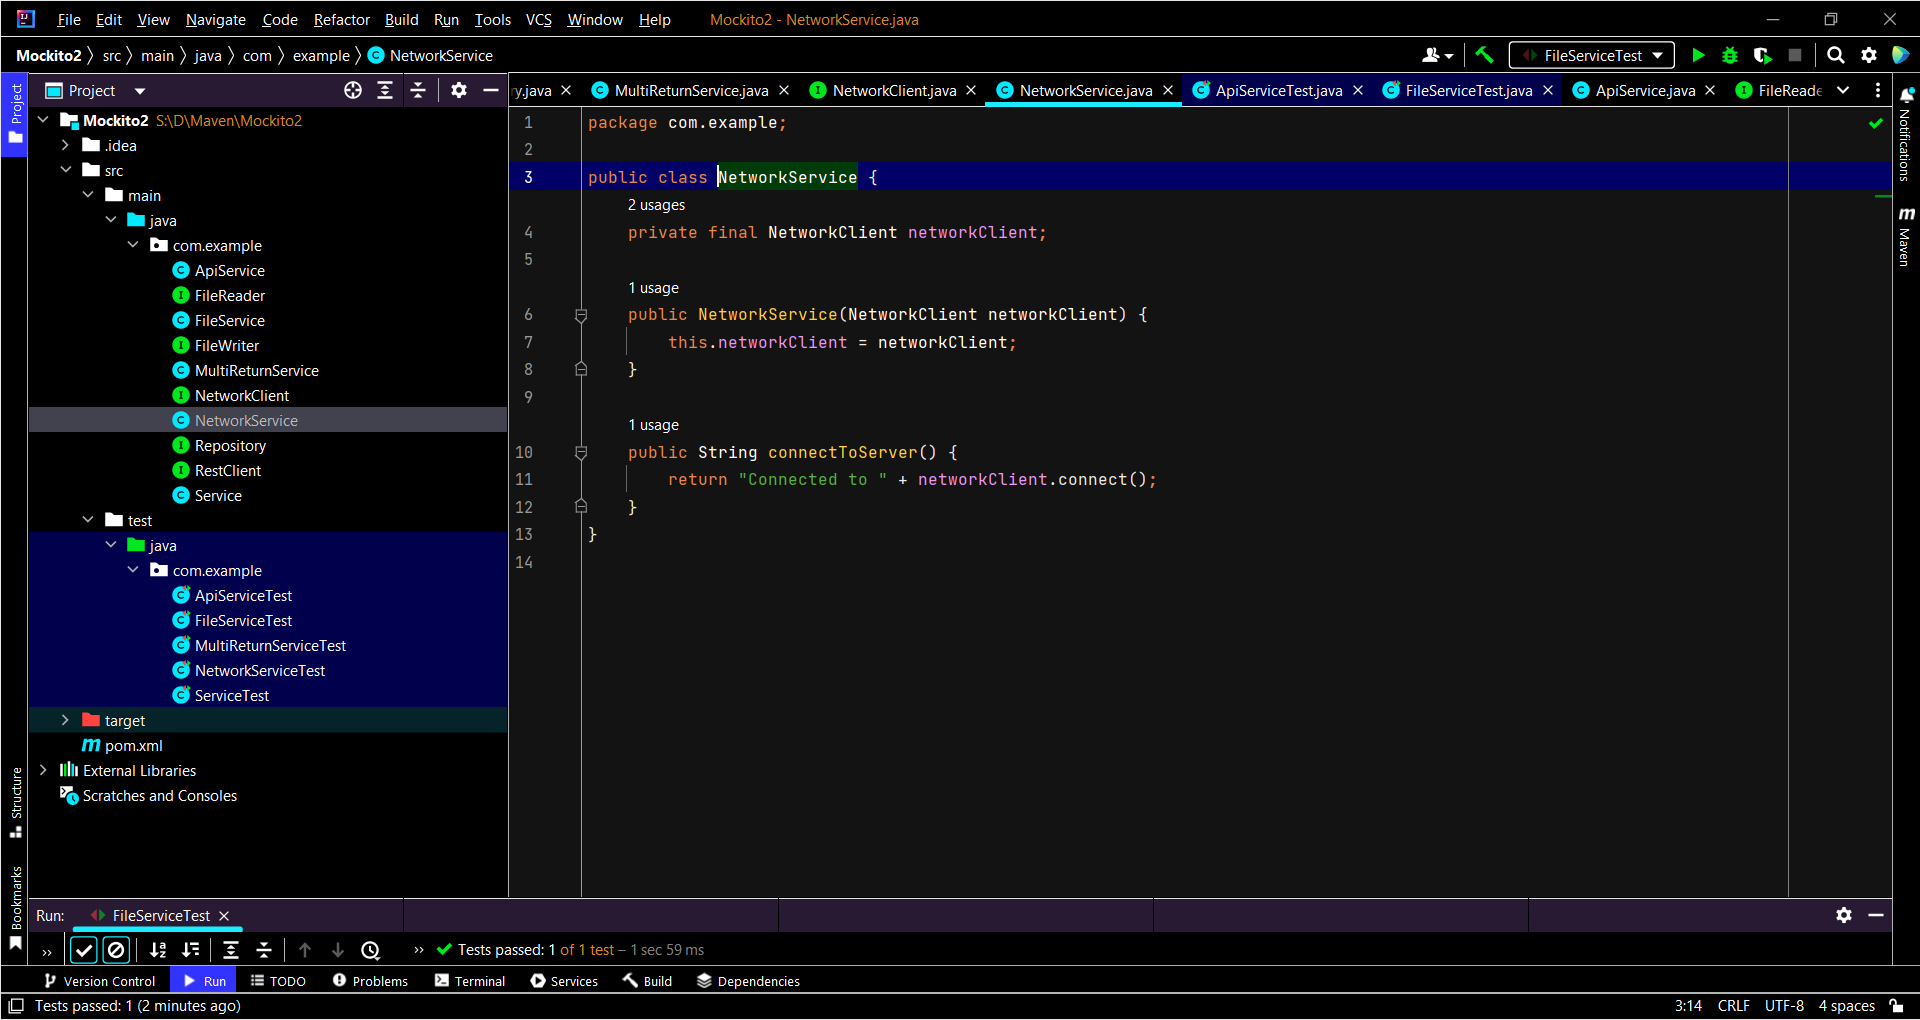 File Edit View Navigate Code Refactor Build Run Tools VCS Window Help Mockito2 - NetworkService.java
Mockito2 src main java com example NetworkService FileServiceTest
Project
Project
ry.java MultiReturnService.java NetworkClient.java NetworkService.java ApiServiceTest.java FileServiceTest.java ApiService.java FileReade
Mockito2 S:\D\Maven\Mockito2
.idea
src
main
java
com.example
ApiService
FileReader
FileService
FileWriter
MultiReturnService
NetworkClient
NetworkService
Repository
RestClient
Service
test
java
com.example
ApiServiceTest
FileServiceTest
MultiReturnServiceTest
NetworkServiceTest
ServiceTest
target
pom.xml
External Libraries
Scratches and Consoles
Structure
Bookmarks
1 package com.example;
2
3 public class NetworkService {
2 usages
4 private final NetworkClient networkClient;
5
1 usage
6 public NetworkService(NetworkClient networkClient) {
7 this.networkClient = networkClient;
8 }
9
1 usage
10 public String connectToServer() {
11 return "Connected to " + networkClient.connect();
12 }
13 }
14
Notifications
Maven
Run: FileServiceTest
Tests passed: 1 of 1 test – 1 sec 59 ms
Version Control Run TODO Problems Terminal Services Build Dependencies
Tests passed: 1 (2 minutes ago) 3:14 CRLF UTF-8 4 spaces